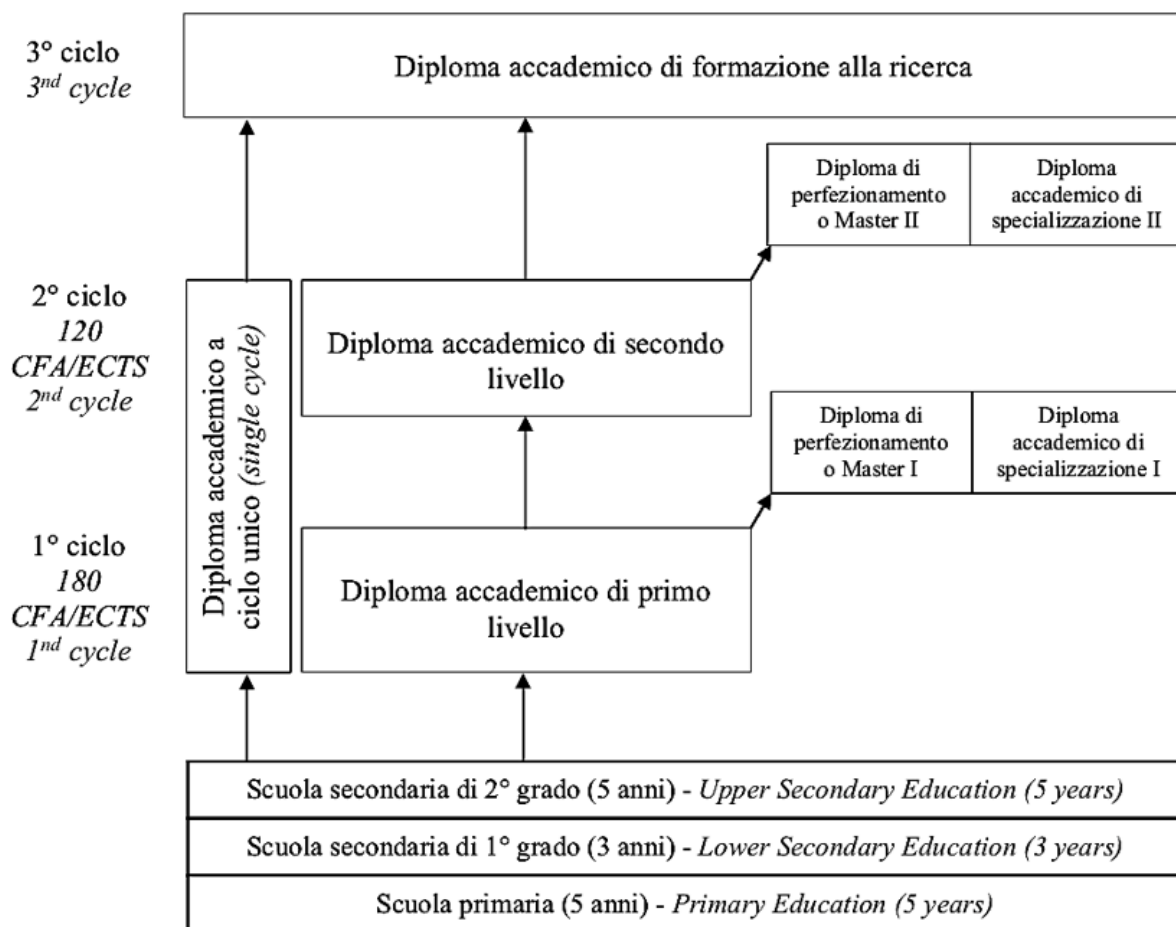 3° ciclo
3nd cycle
Diploma accademico di formazione alla ricerca
Diploma di
perfezionamento
o Master II
Diploma
accademico di
specializzazione II
2° ciclo
120
CFA/ECTS
2nd cycle
Diploma accademico a
ciclo unico (single cycle)
Diploma accademico di secondo
livello
Diploma di
perfezionamento
o Master I
Diploma
accademico di
specializzazione I
1° ciclo
180
CFA/ECTS
1nd cycle
Diploma accademico di primo
livello
Scuola secondaria di 2° grado (5 anni) - Upper Secondary Education (5 years)
Scuola secondaria di 1° grado (3 anni) - Lower Secondary Education (3 years)
Scuola primaria (5 anni) - Primary Education (5 years)